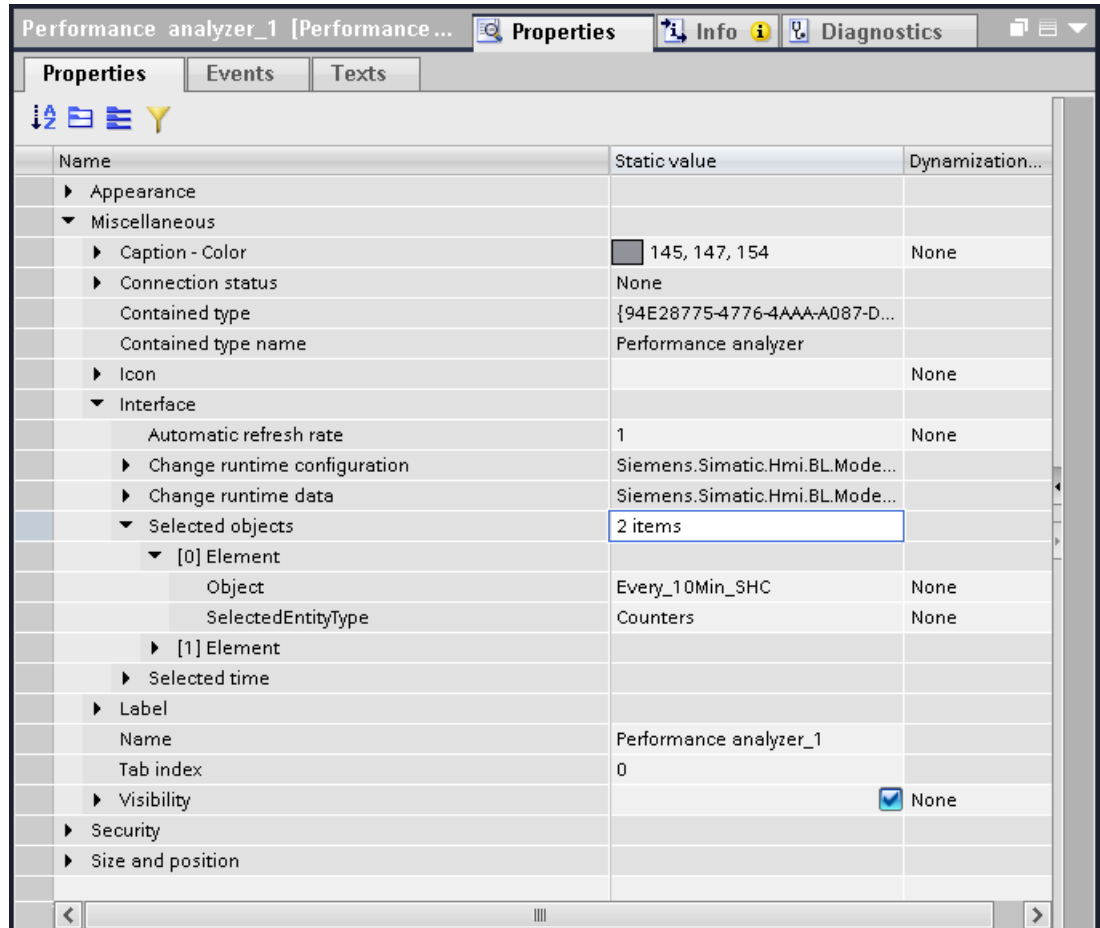 Performance analyzer_1 [Performance... Properties Info Diagnostics
Properties Events Texts
Name Static value Dynamization...
Appearance
Miscellaneous
Caption - Color 145, 147, 154 None
Connection status None
Contained type {94E28775-4776-4AAA-A087-D...
Contained type name Performance analyzer
Icon None
Interface
Automatic refresh rate 1 None
Change runtime configuration Siemens.Simatic.Hmi.BL.Mode...
Change runtime data Siemens.Simatic.Hmi.BL.Mode...
Selected objects 2 items
[0] Element
Object Every_10Min_SHC None
SelectedEntityType Counters None
[1] Element
Selected time
Label
Name Performance analyzer_1
Tab index 0
Visibility None
Security
Size and position